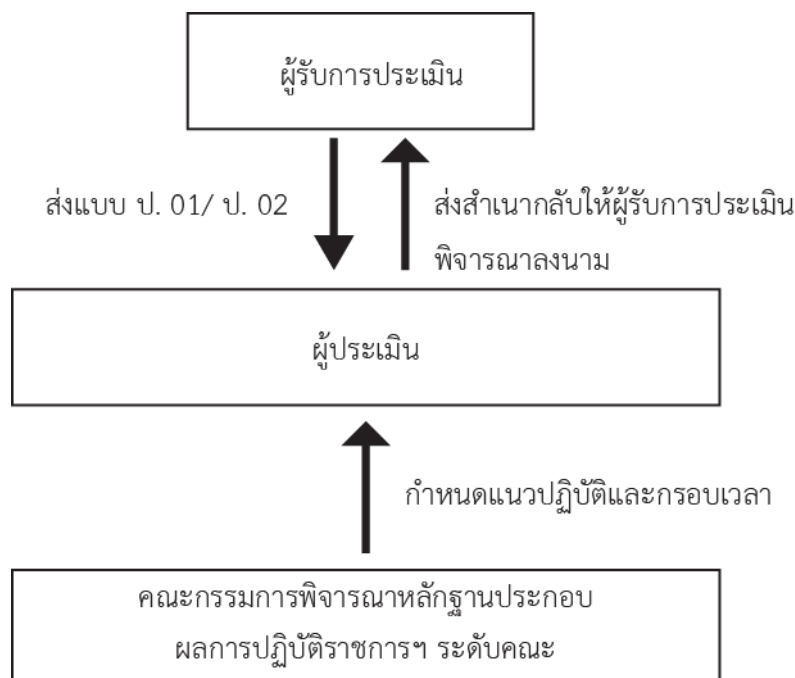 ผู้รับการประเมิน
ส่งแบบ ป. 01/ ป. 02
ส่งสำเนากลับให้ผู้รับการประเมิน
พิจารณาลงนาม
ผู้ประเมิน
กำหนดแนวปฏิบัติและกรอบเวลา
คณะกรรมการพิจารณาหลักฐานประกอบ
ผลการปฏิบัติราชการฯ ระดับคณะ